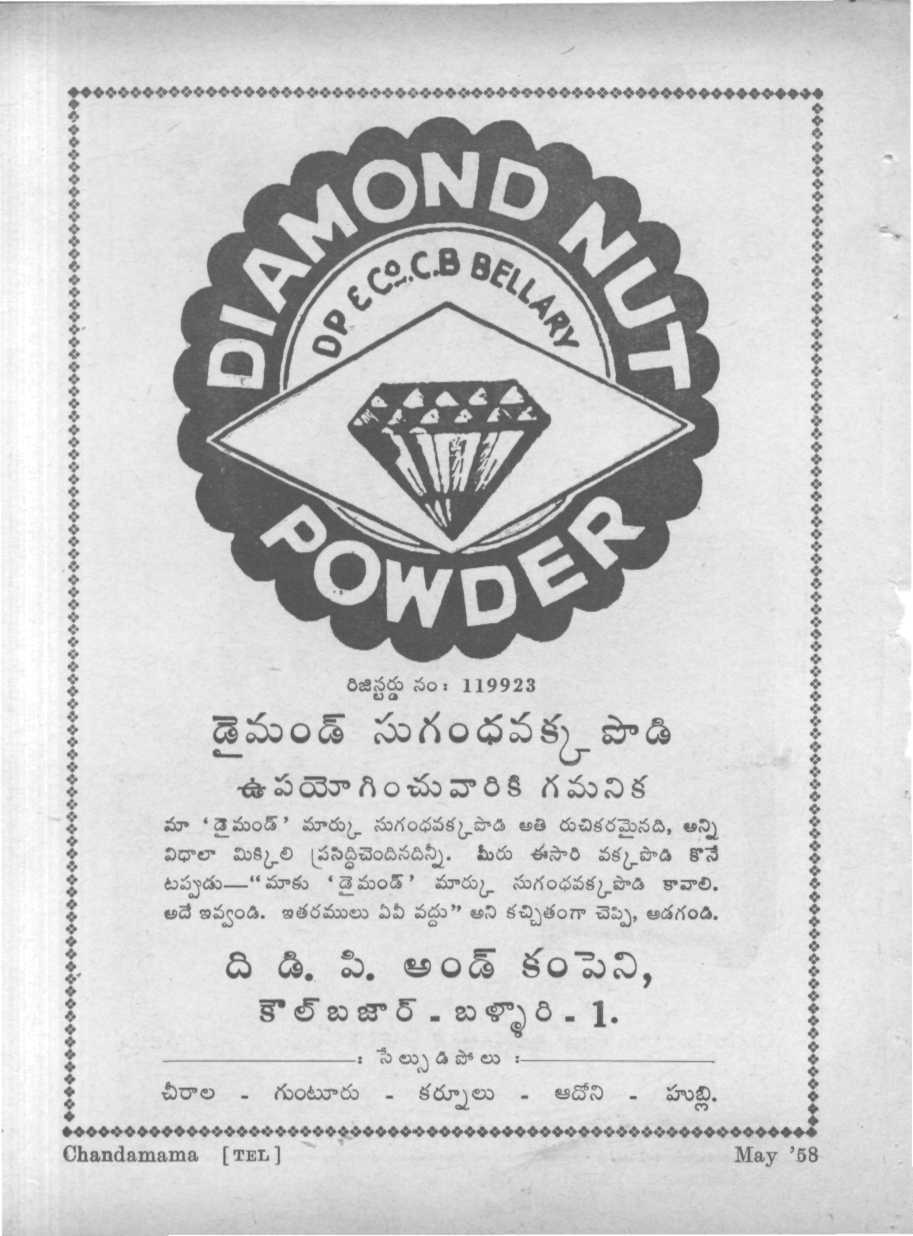 DIAMOND NUT
DP & Co. C.B BELLARY
POWDER
రిజిస్టర్డు నం: 119923
డైమండ్ సుగంధవక్క పొడి
ఉపయోగించువారికి గమనిక
మా ‘డైమండ్’ మార్కు సుగంధవక్కపొడి అతి రుచికరమైనది, అన్ని
విధాలా మిక్కిలి ప్రసిద్ధిచెందినదిన్నీ. మీరు ఈసారి వక్కపొడి కొనే
టప్పుడు—“మాకు ‘డైమండ్’ మార్కు సుగంధవక్కపొడి కావాలి.
అదే ఇవ్వండి. ఇతరములు ఏవీ వద్దు” అని కచ్చితంగా చెప్పి, అడగండి.
ది డి. పి. అండ్ కంపెని,
కౌల్‌బజార్ - బళ్ళారి - 1.
: సేల్సుడిపోలు :
చీరాల - గుంటూరు - కర్నూలు - ఆదోని - హుబ్లి.
Chandamama [TEL] May '58